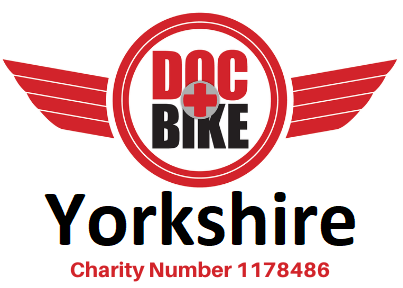 DOC
BIKE
Yorkshire
Charity Number 1178486